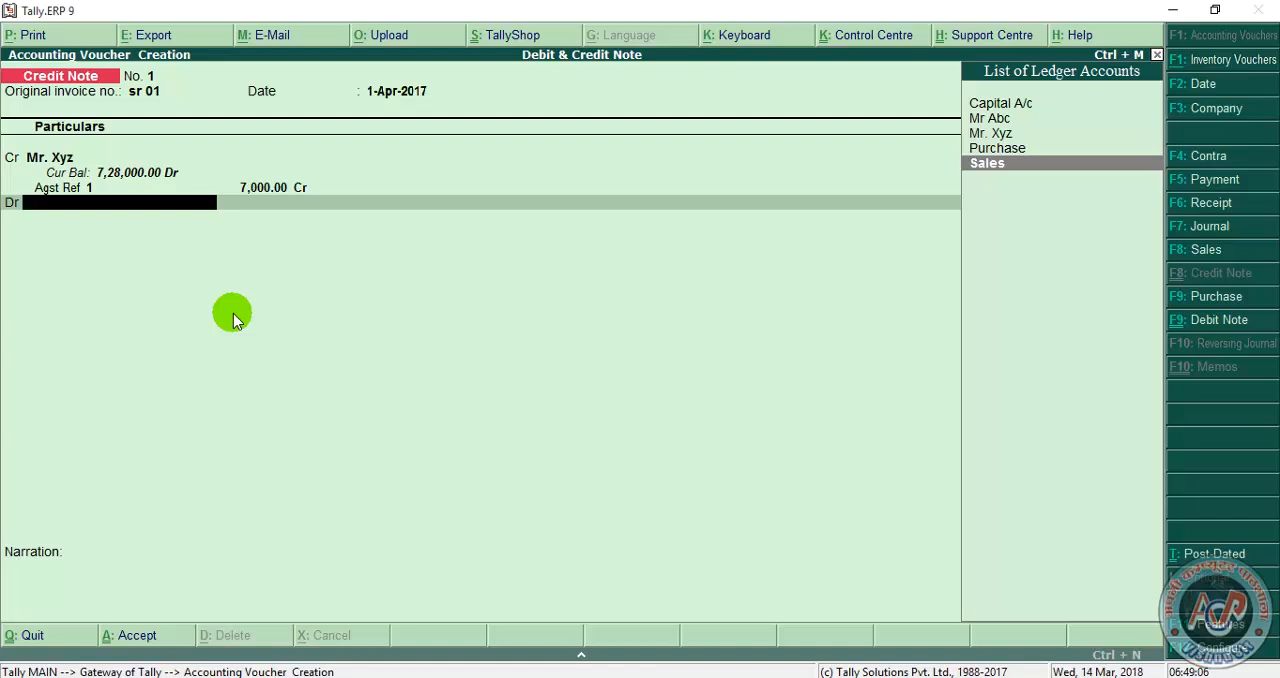 Tally.ERP 9
P: Print E: Export M: E-Mail O: Upload S: TallyShop G: Language K: Keyboard K: Control Centre H: Support Centre H: Help
Accounting Voucher Creation Debit & Credit Note Ctrl + M
Credit Note No. 1
Original invoice no.: sr 01 Date : 1-Apr-2017
Particulars
Cr Mr. Xyz
Cur Bal: 7,28,000.00 Dr
Agst Ref 1 7,000.00 Cr
Dr
Narration:
List of Ledger Accounts
Capital A/c
Mr Abc
Mr. Xyz
Purchase
Sales
F1: Accounting Vouchers
F1: Inventory Vouchers
F2: Date
F3: Company
F4: Contra
F5: Payment
F6: Receipt
F7: Journal
F8: Sales
F8: Credit Note
F9: Purchase
F9: Debit Note
F10: Reversing Journal
F10: Memos
T: Post-Dated
Features
Configure
Q: Quit A: Accept D: Delete X: Cancel
Ctrl + N
Tally MAIN --> Gateway of Tally --> Accounting Voucher Creation (c) Tally Solutions Pvt. Ltd., 1988-2017 Wed, 14 Mar, 2018 06:49:06